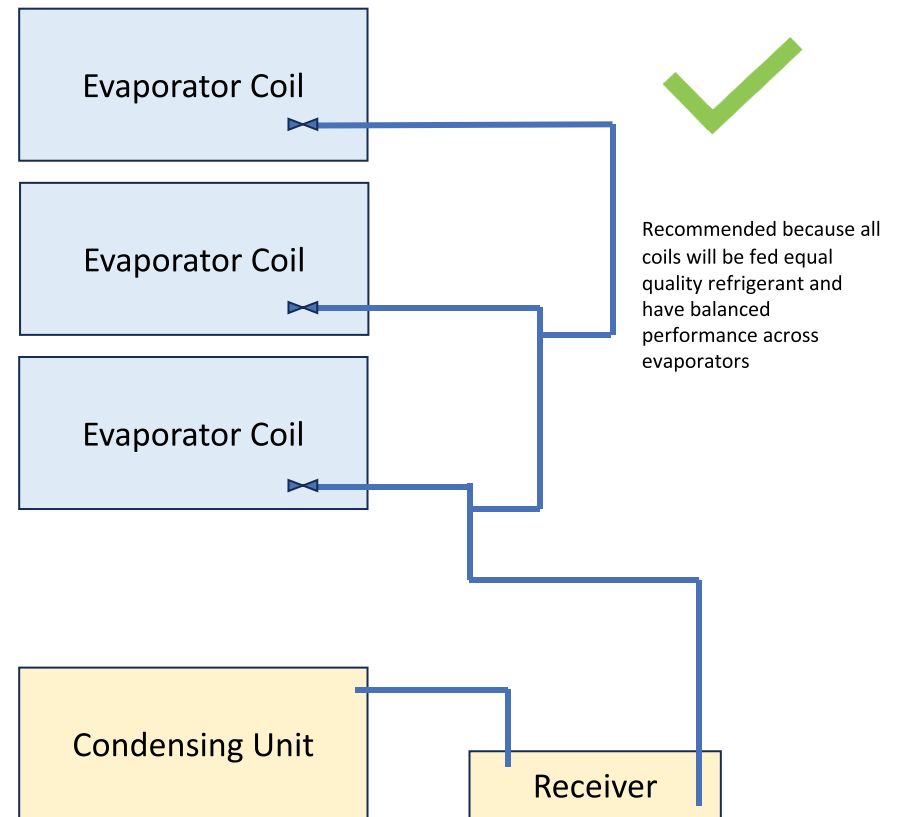 Evaporator Coil
Evaporator Coil
Recommended because all
coils will be fed equal
quality refrigerant and
have balanced
performance across
evaporators
Evaporator Coil
Condensing Unit
Receiver